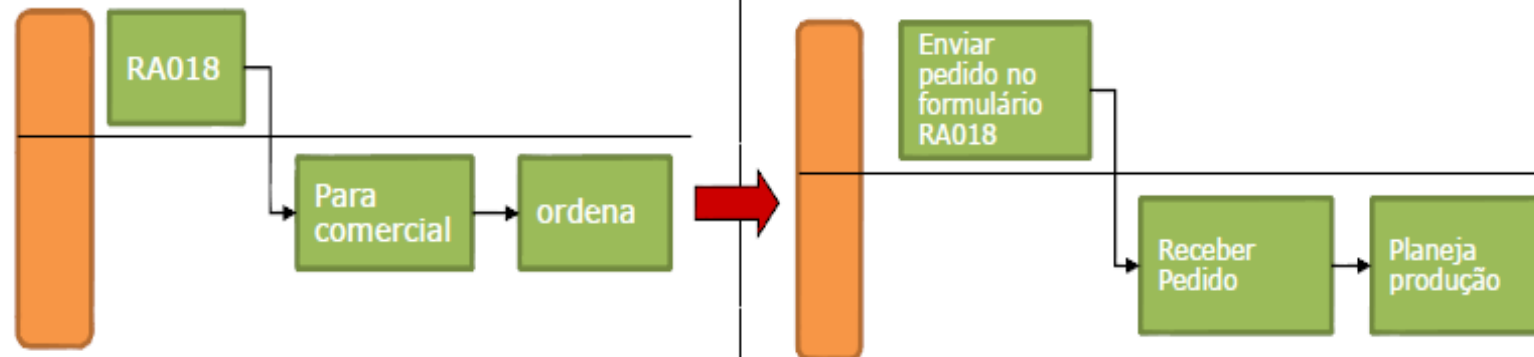 RA018
Para
comercial
ordena
Enviar
pedido no
formulário
RA018
Receber
Pedido
Planeja
produção